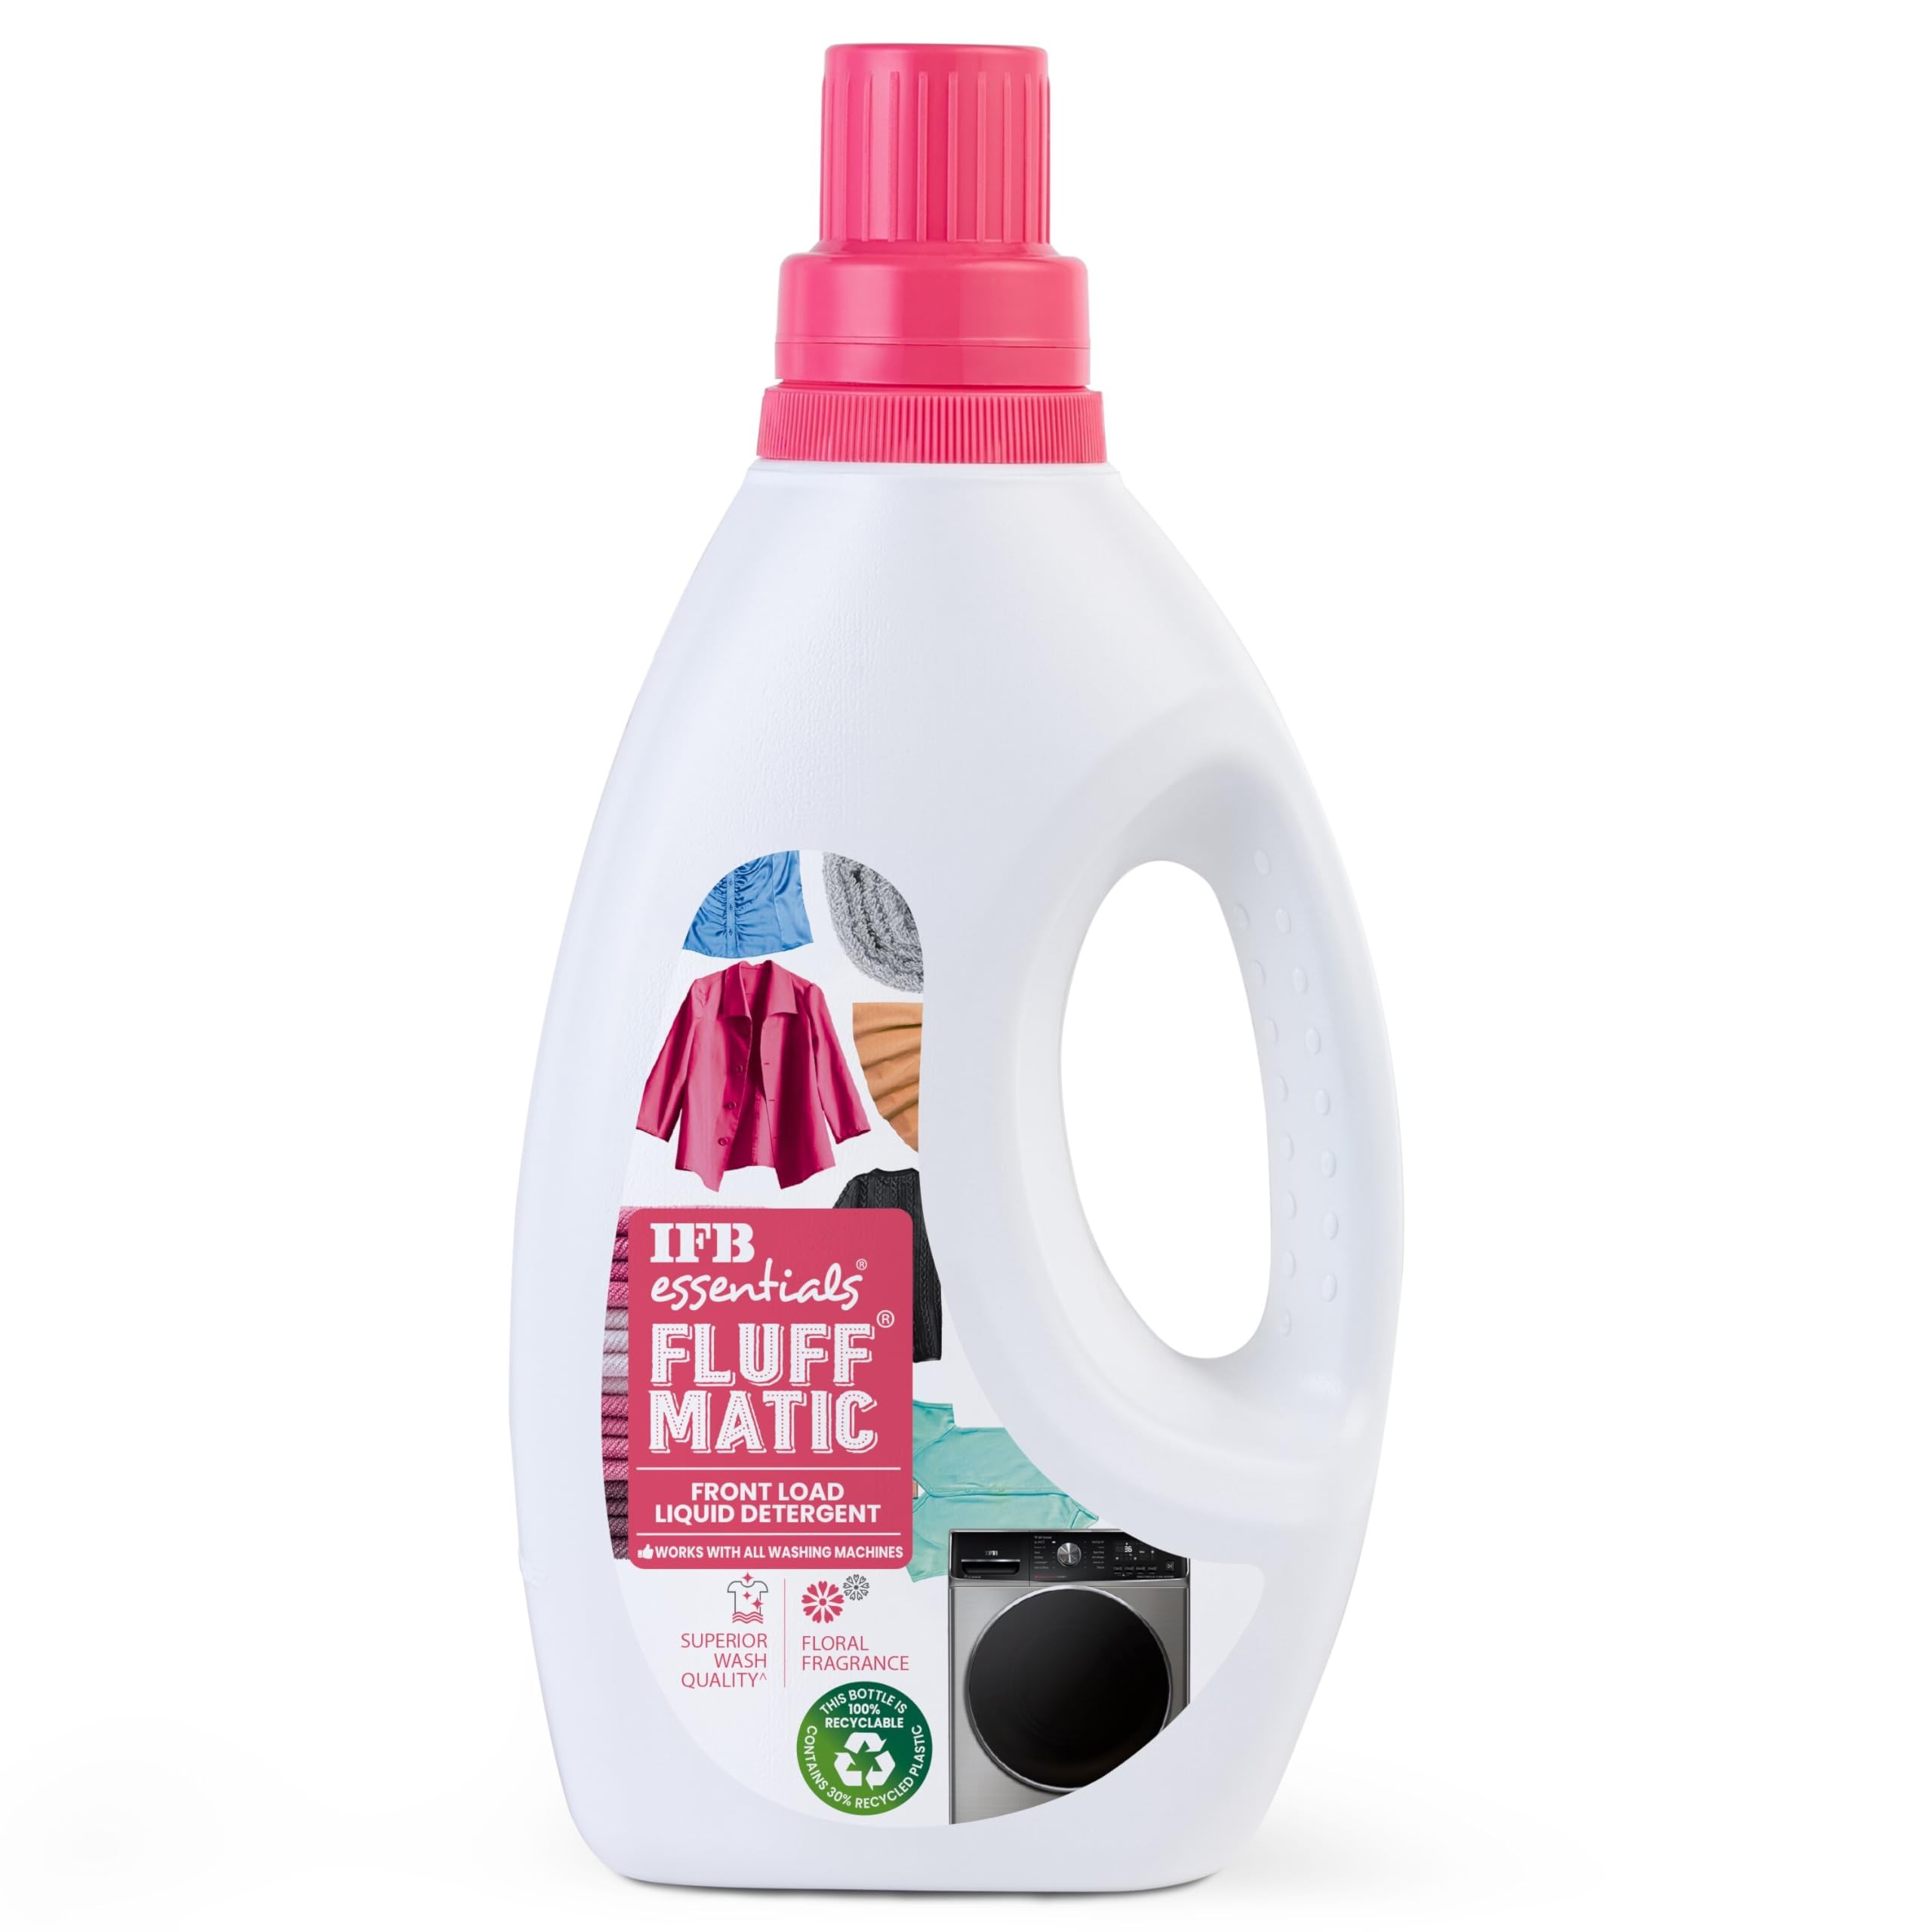 IFB
essentials®
FLUFF®
MATIC
FRONT LOAD
LIQUID DETERGENT
WORKS WITH ALL WASHING MACHINES
SUPERIOR
WASH
QUALITY^
FLORAL
FRAGRANCE
THIS BOTTLE IS
100%
RECYCLABLE
CONTAINS 30% RECYCLED PLASTIC
IFB